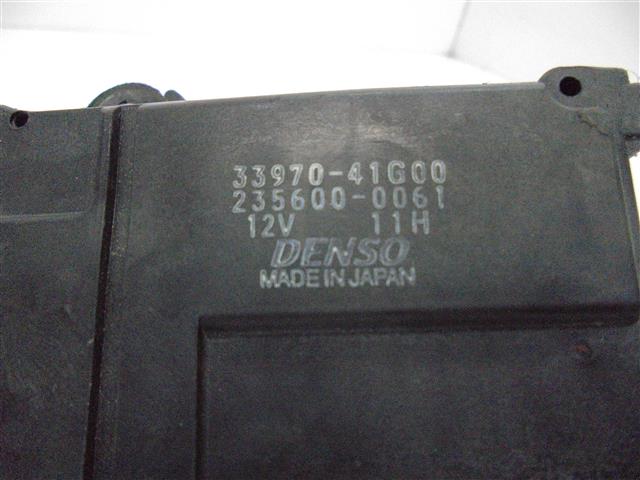 33970-41G00
235600-0061
12V 11H
DENSO
MADE IN JAPAN